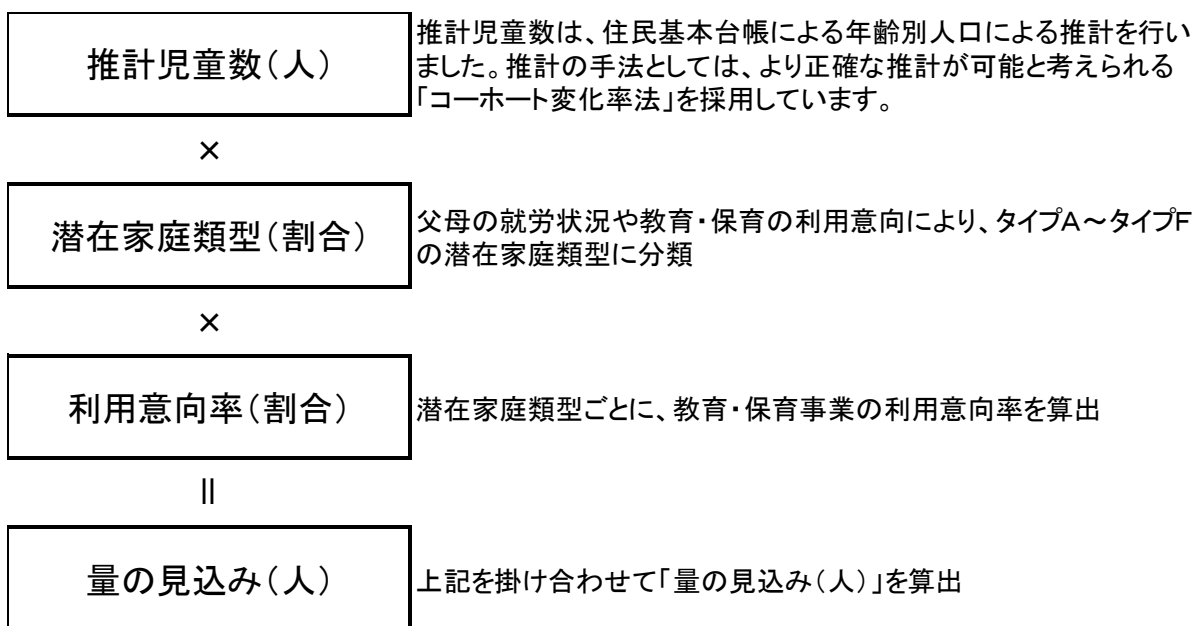 推計児童数(人)
推計児童数は、住民基本台帳による年齢別人口による推計を行い
ました。推計の手法としては、より正確な推計が可能と考えられる
「コーホート変化率法」を採用しています。
×
潜在家庭類型(割合)
父母の就労状況や教育・保育の利用意向により、タイプA～タイプF
の潜在家庭類型に分類
×
利用意向率(割合)
潜在家庭類型ごとに、教育・保育事業の利用意向率を算出
||
量の見込み(人)
上記を掛け合わせて「量の見込み(人)」を算出